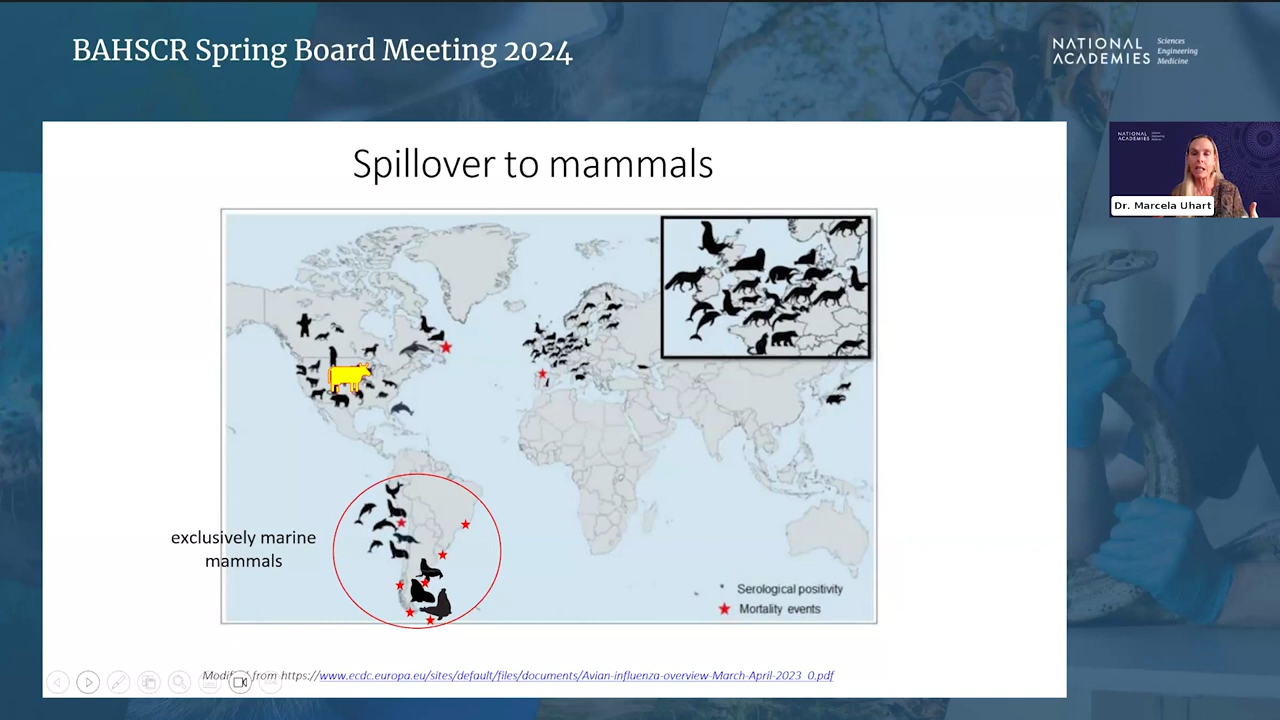 BAHSCR Spring Board Meeting 2024
NATIONAL
ACADEMIES
Sciences
Engineering
Medicine
NATIONAL
ACADEMIES
Dr. Marcela Uhart
Spillover to mammals
exclusively marine
mammals
Serological positivity
Mortality events
from https://www.ecdc.europa.eu/sites/default/files/documents/Avian-influenza-overview-March-April-2023_0.pdf